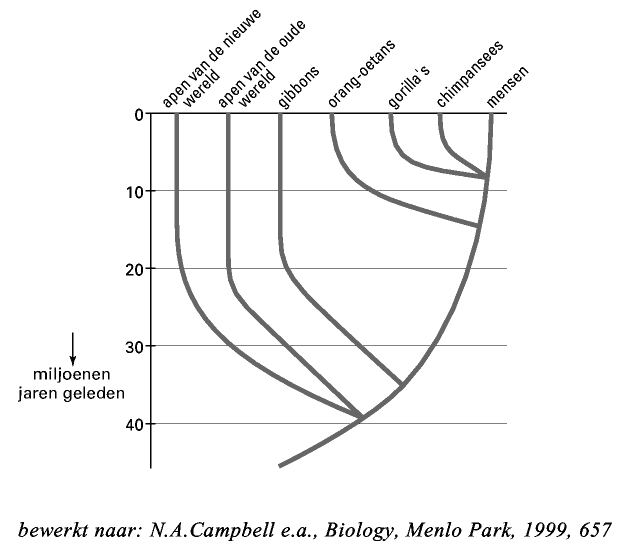 apen van de nieuwe
wereld
apen van de oude
wereld
gibbons
orang-oetans
gorilla's
chimpansees
mensen
0
10
20
30
40
miljoenen
jaren geleden
bewerkt naar: N.A.Campbell e.a., Biology, Menlo Park, 1999, 657